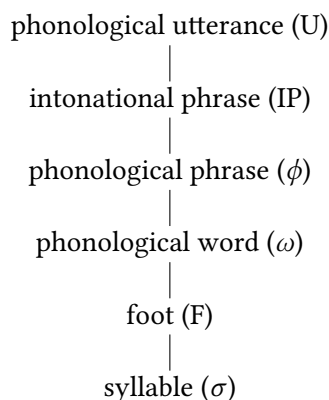 phonological utterance (U)
intonational phrase (IP)
phonological phrase (ϕ)
phonological word (ω)
foot (F)
syllable (σ)